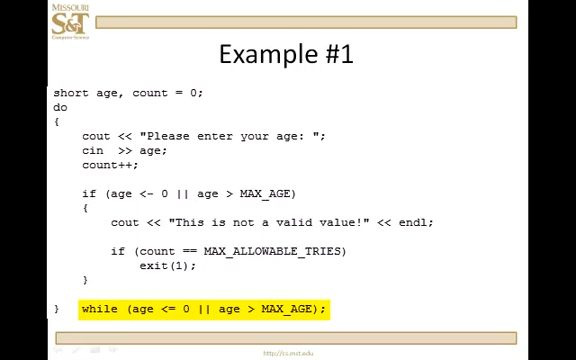 MISSOURI
S&T
Computer Science
Example #1
short age, count = 0;
do
{
cout << "Please enter your age: ";
cin >> age;
count++;
if (age <- 0 || age > MAX_AGE)
{
cout << "This is not a valid value!" << endl;
if (count == MAX_ALLOWABLE_TRIES)
exit(1);
}
} while (age <= 0 || age > MAX_AGE);
http://cs.mst.edu